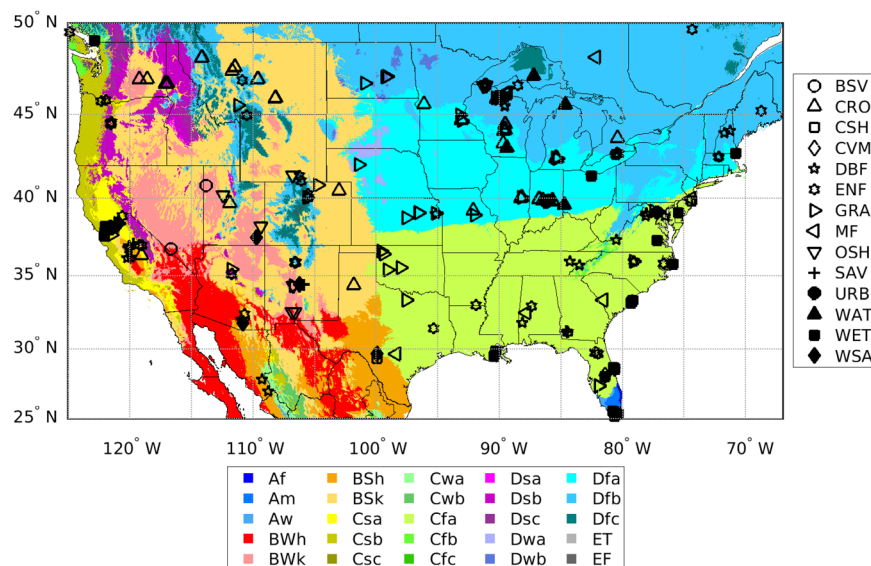 50° N
45° N
40° N
35° N
30° N
25° N
120° W
110° W
100° W
90° W
80° W
70° W
BSV
CRO
CSH
CVM
DBF
ENF
GRA
MF
OSH
SAV
URB
WAT
WET
WSA
Af BSh Cwa Dsa Dfa
Am BSk Cwb Dsb Dfb
Aw Csa Cfa Dsc Dfc
BWh Csb Cfb Dwa ET
BWk Csc Cfc Dwb EF